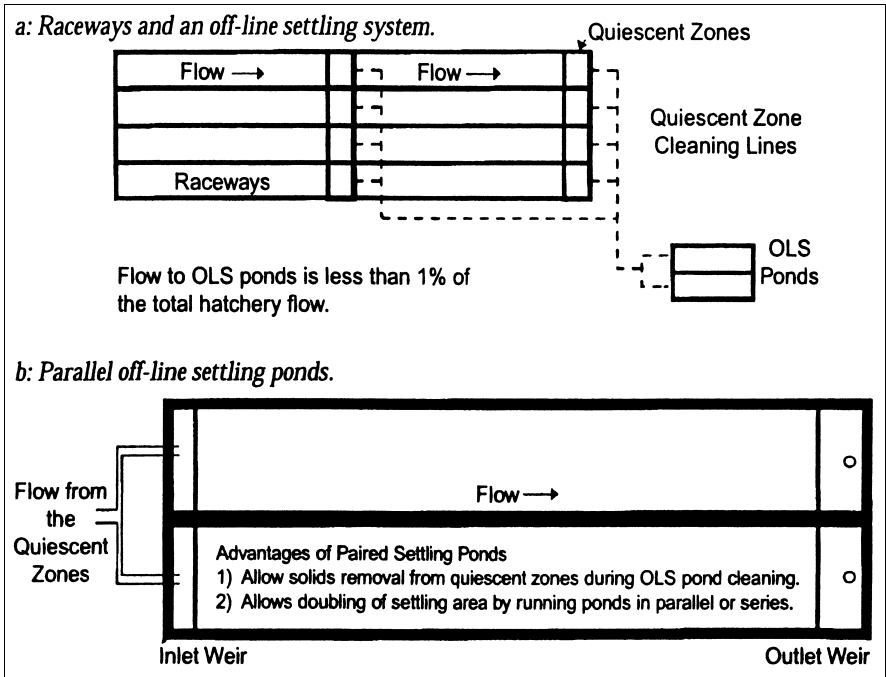 a: Raceways and an off-line settling system.
Quiescent Zones
Flow
Flow
Quiescent Zone
Cleaning Lines
Raceways
OLS
Ponds
Flow to OLS ponds is less than 1% of
the total hatchery flow.
b: Parallel off-line settling ponds.
Flow from
the
Quiescent
Zones
Flow
Advantages of Paired Settling Ponds
1) Allow solids removal from quiescent zones during OLS pond cleaning.
2) Allows doubling of settling area by running ponds in parallel or series.
Inlet Weir
Outlet Weir